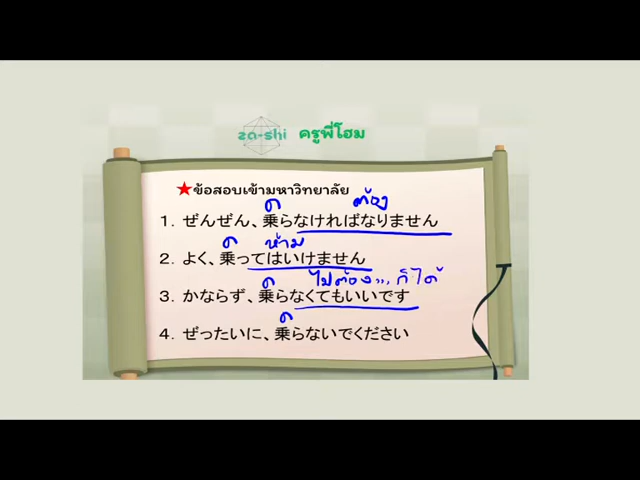 za-shi ครูพี่โฮม
★ข้อสอบเข้ามหาวิทยาลัย
ต้อง
1. ぜんぜん、乗らなければなりません
ห้าม
2. よく、乗ってはいけません
ไม่ต้อง,,, ก็ได้
3. かならず、乗らなくてもいいです
4. ぜったいに、乗らないでください